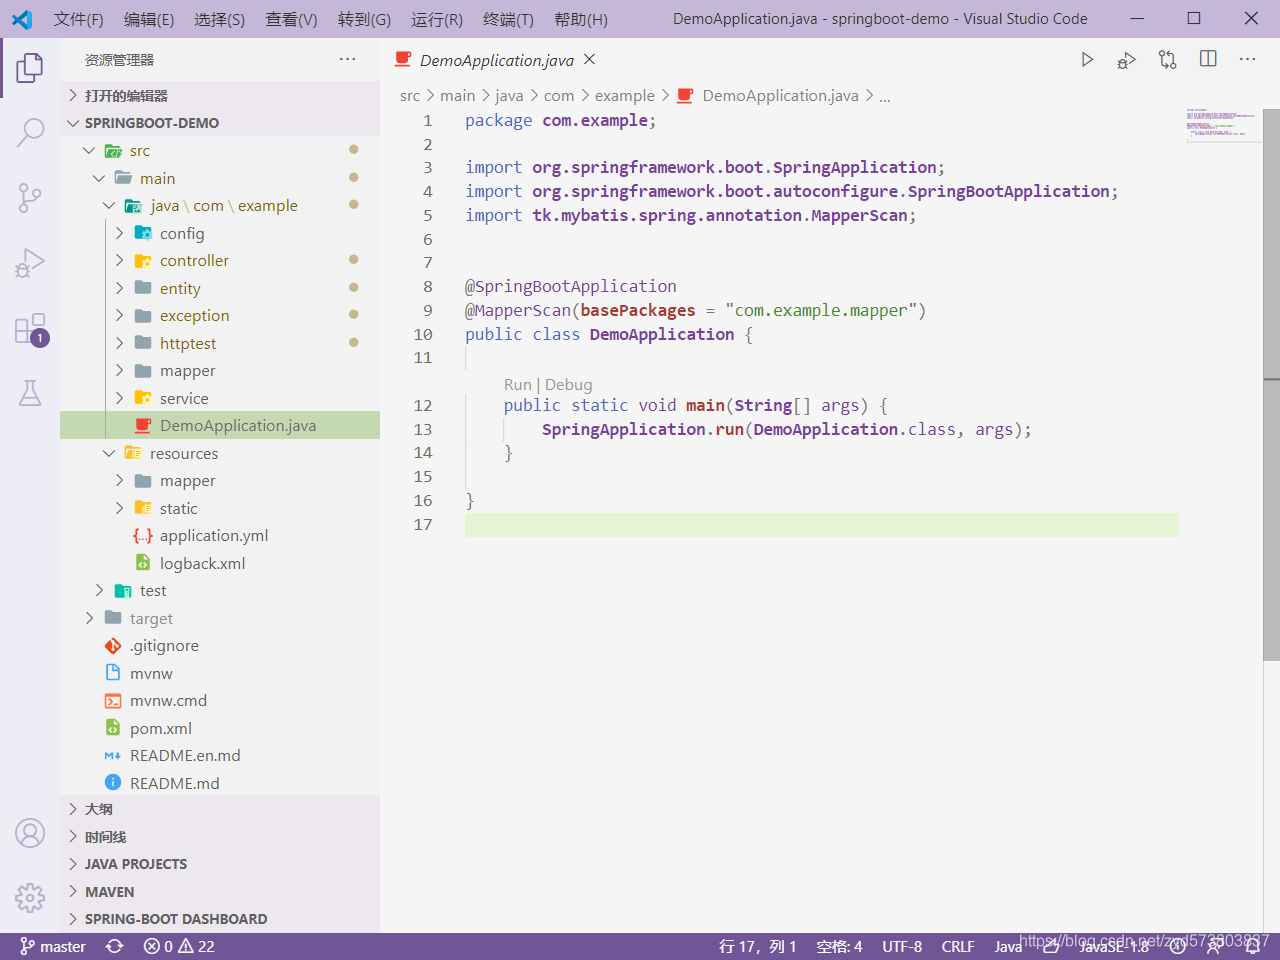 文件(F) 编辑(E) 选择(S) 查看(V) 转到(G) 运行(R) 终端(T) 帮助(H) DemoApplication.java - springboot-demo - Visual Studio Code
资源管理器 ···
打开的编辑器
SPRINGBOOT-DEMO
src
main
java \ com \ example
config
controller
entity
exception
httptest
mapper
service
DemoApplication.java
resources
mapper
static
application.yml
logback.xml
test
target
.gitignore
mvnw
mvnw.cmd
pom.xml
README.en.md
README.md
大纲
时间线
JAVA PROJECTS
MAVEN
SPRING-BOOT DASHBOARD
1
DemoApplication.java
src > main > java > com > example > DemoApplication.java > ...
1 package com.example;
2
3 import org.springframework.boot.SpringApplication;
4 import org.springframework.boot.autoconfigure.SpringBootApplication;
5 import tk.mybatis.spring.annotation.MapperScan;
6
7
8 @SpringBootApplication
9 @MapperScan(basePackages = "com.example.mapper")
10 public class DemoApplication {
11
Run | Debug
12 public static void main(String[] args) {
13 SpringApplication.run(DemoApplication.class, args);
14 }
15
16 }
17
master 0 22 行 17，列 1 空格: 4 UTF-8 CRLF Java JavaSE-1.8
https://blog.csdn.net/zxd573803837